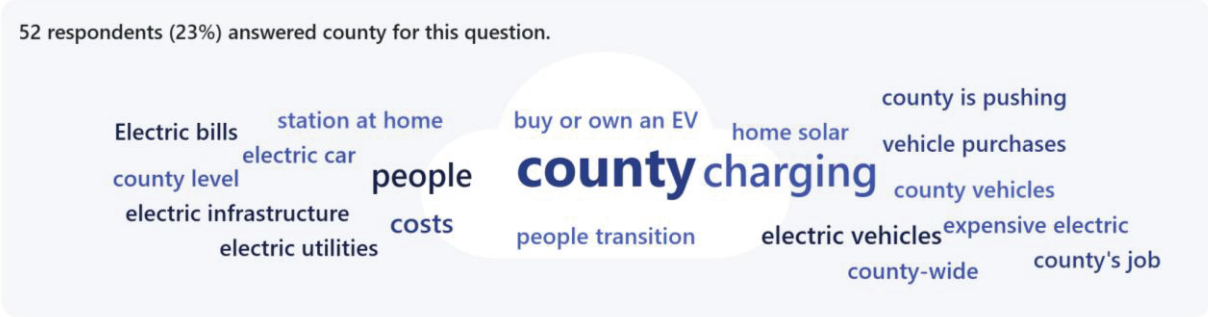 52 respondents (23%) answered county for this question.
county is pushing
station at home
buy or own an EV
Electric bills
home solar
vehicle purchases
electric car
people
county
charging
county level
county vehicles
electric infrastructure
costs
expensive electric
people transition
electric vehicles
electric utilities
county's job
county-wide